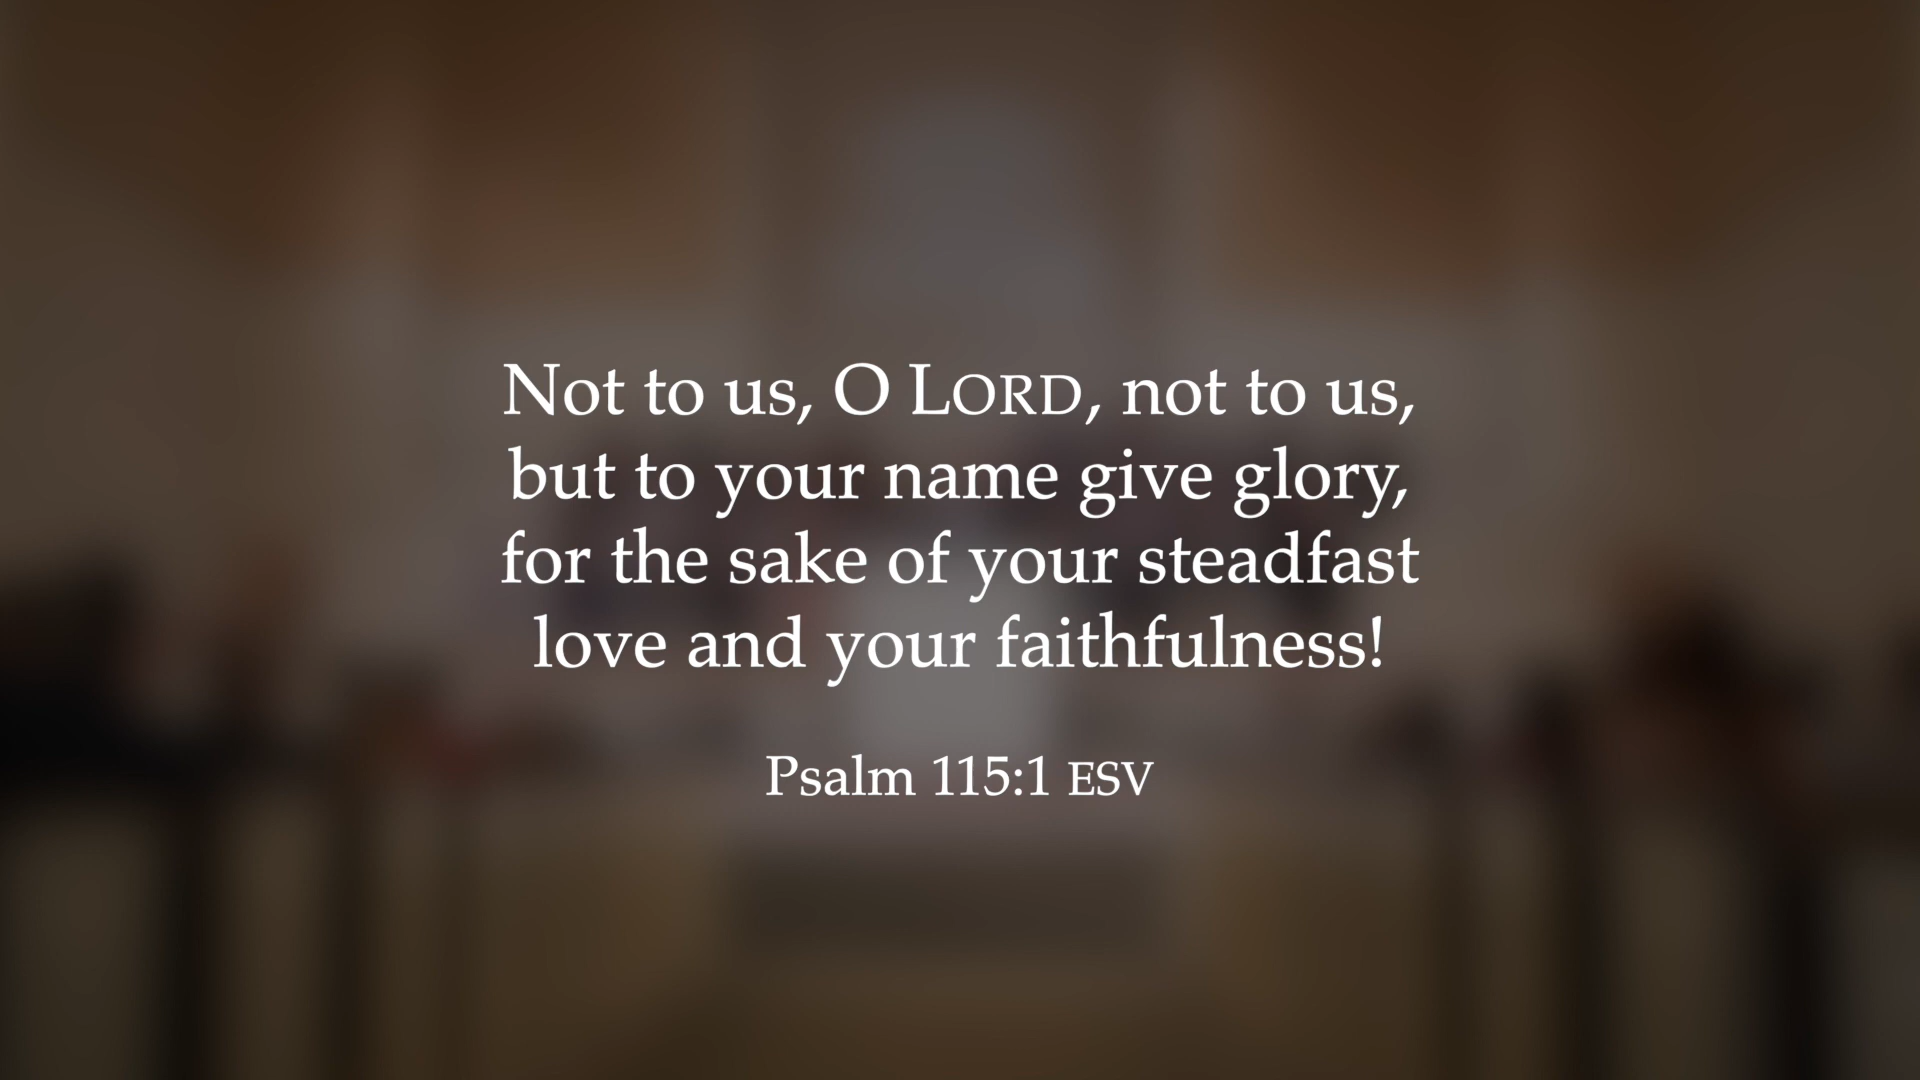 Not to us, O LORD, not to us,
but to your name give glory,
for the sake of your steadfast
love and your faithfulness!
Psalm 115:1 ESV